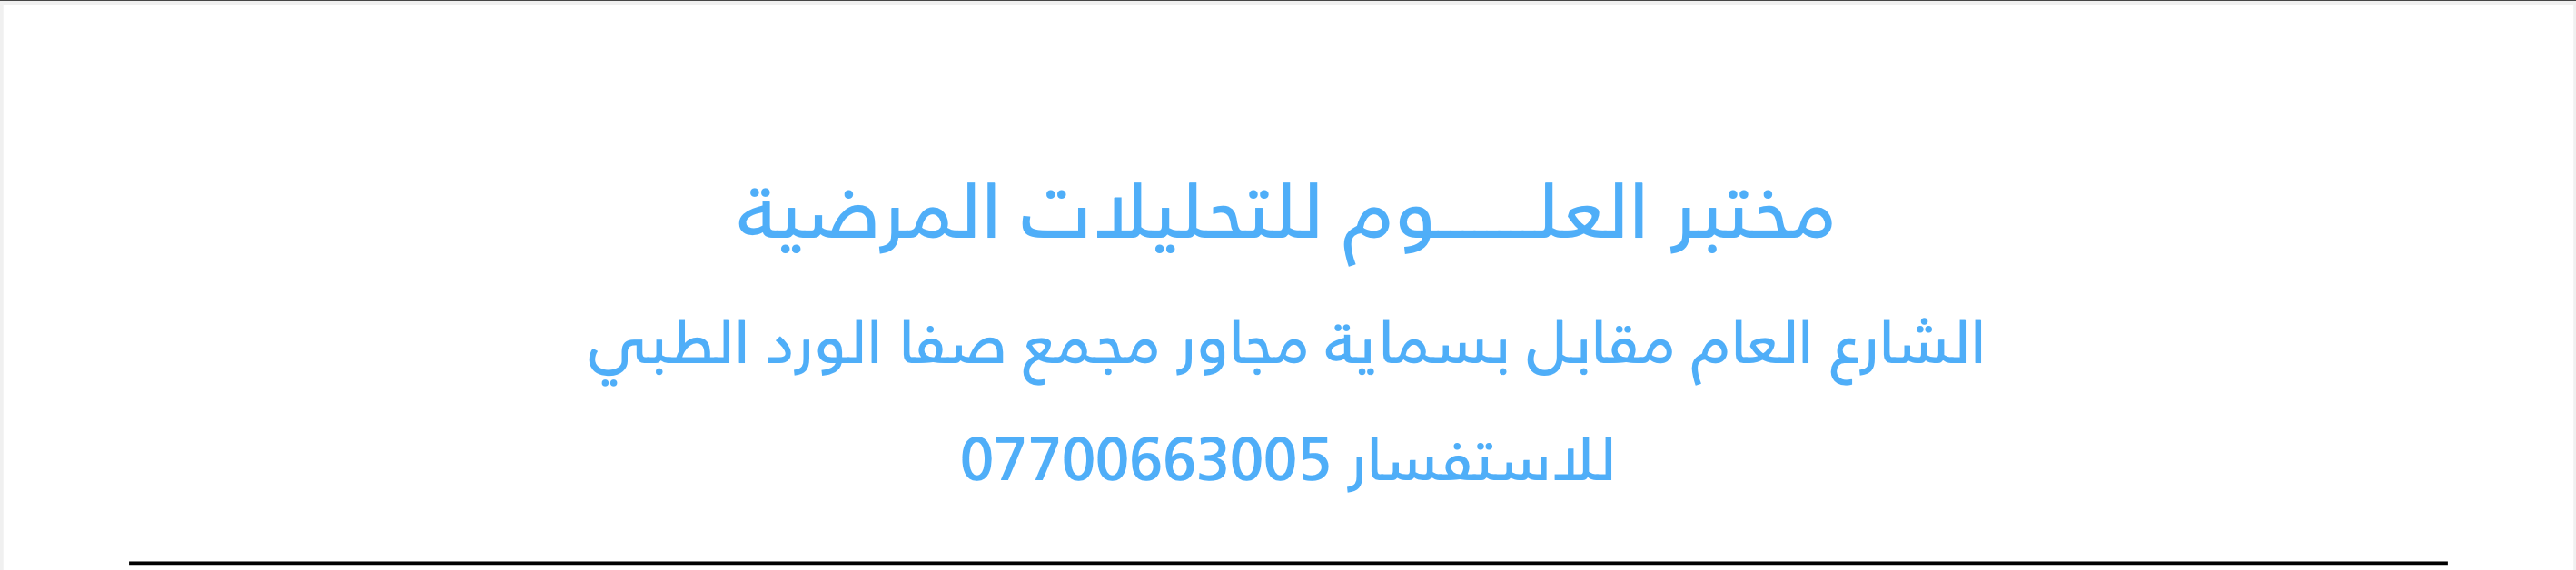 مختبر العلـــــوم للتحليلات المرضية
الشارع العام مقابل بسماية مجاور مجمع صفا الورد الطبي
للاستفسار 07700663005